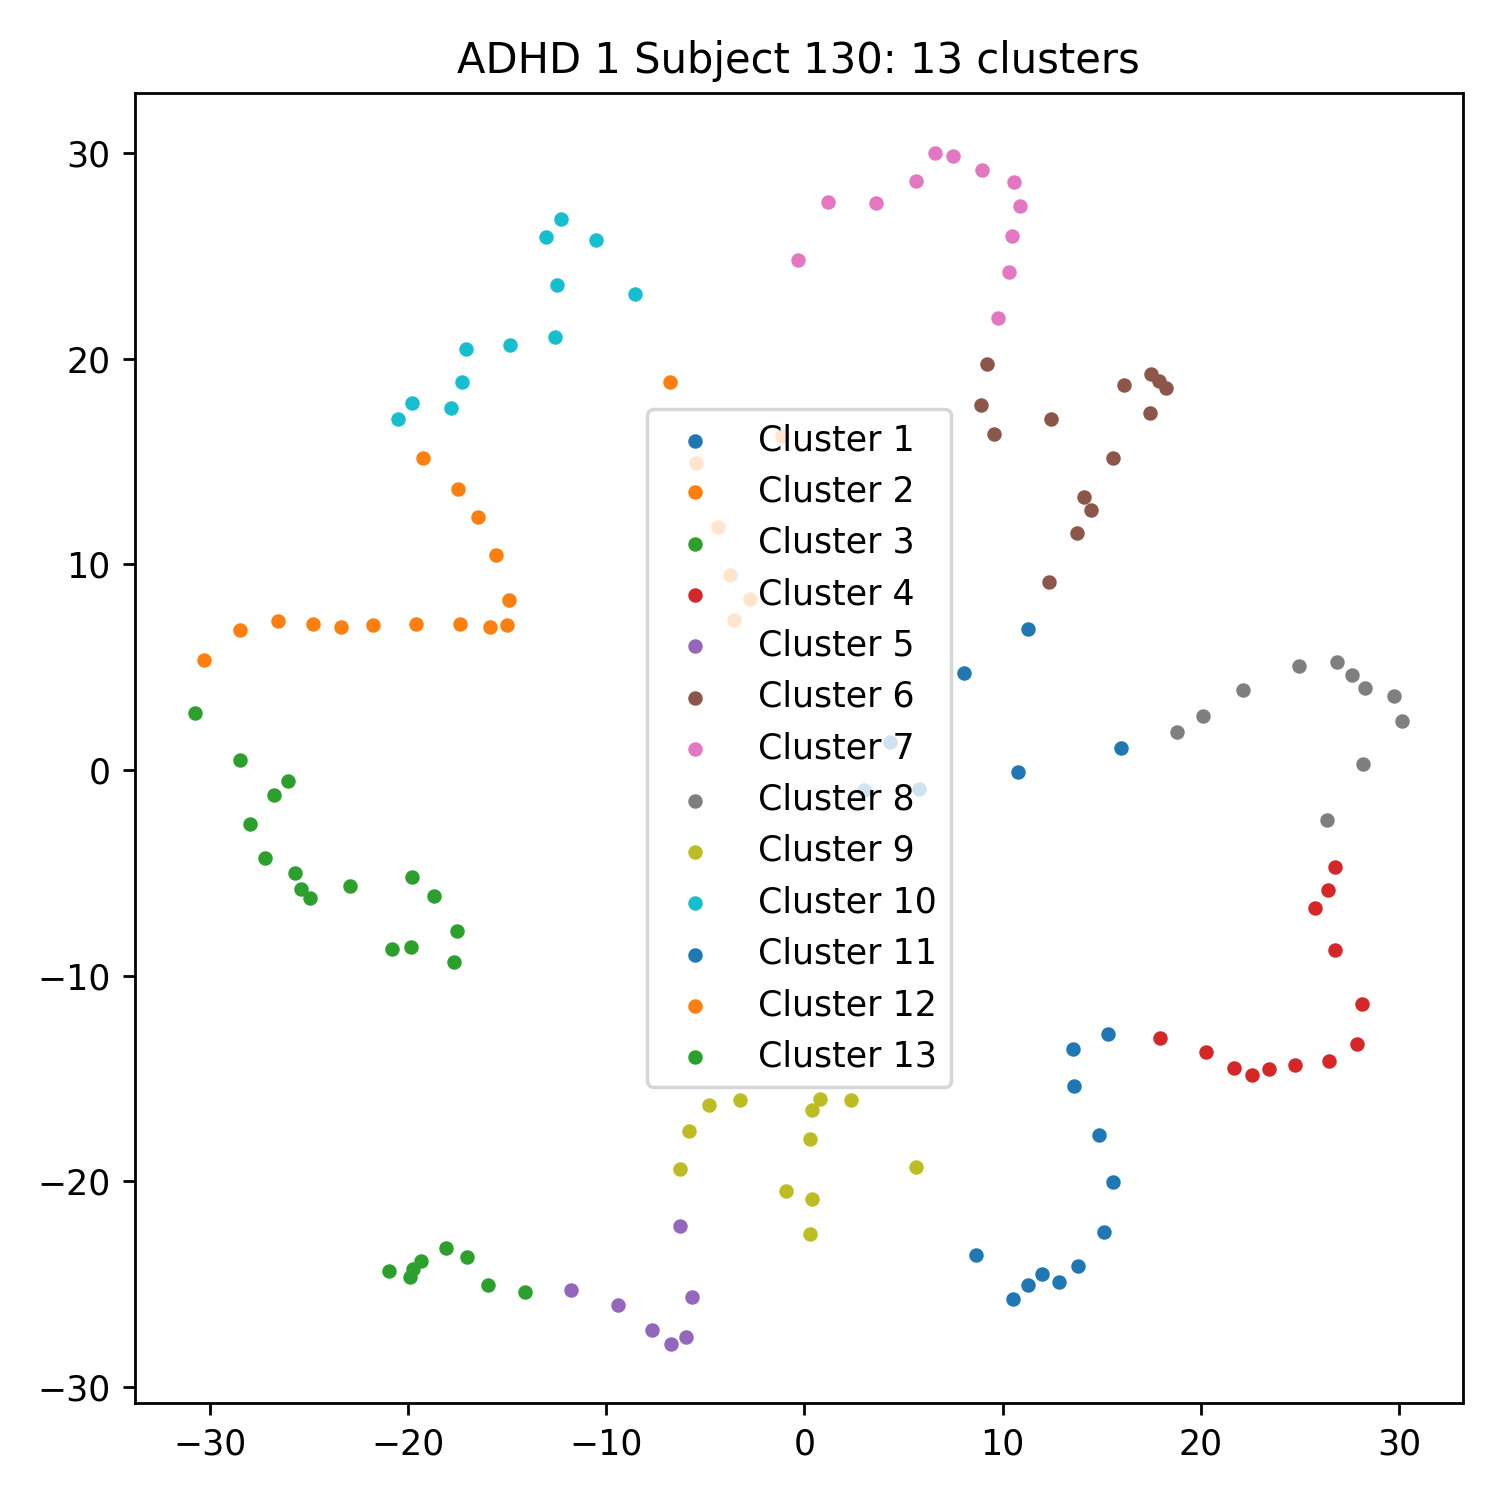 ADHD 1 Subject 130: 13 clusters
30
20
10
0
−10
−20
−30
Cluster 1
Cluster 2
Cluster 3
Cluster 4
Cluster 5
Cluster 6
Cluster 7
Cluster 8
Cluster 9
Cluster 10
Cluster 11
Cluster 12
Cluster 13
−30 −20 −10 0 10 20 30